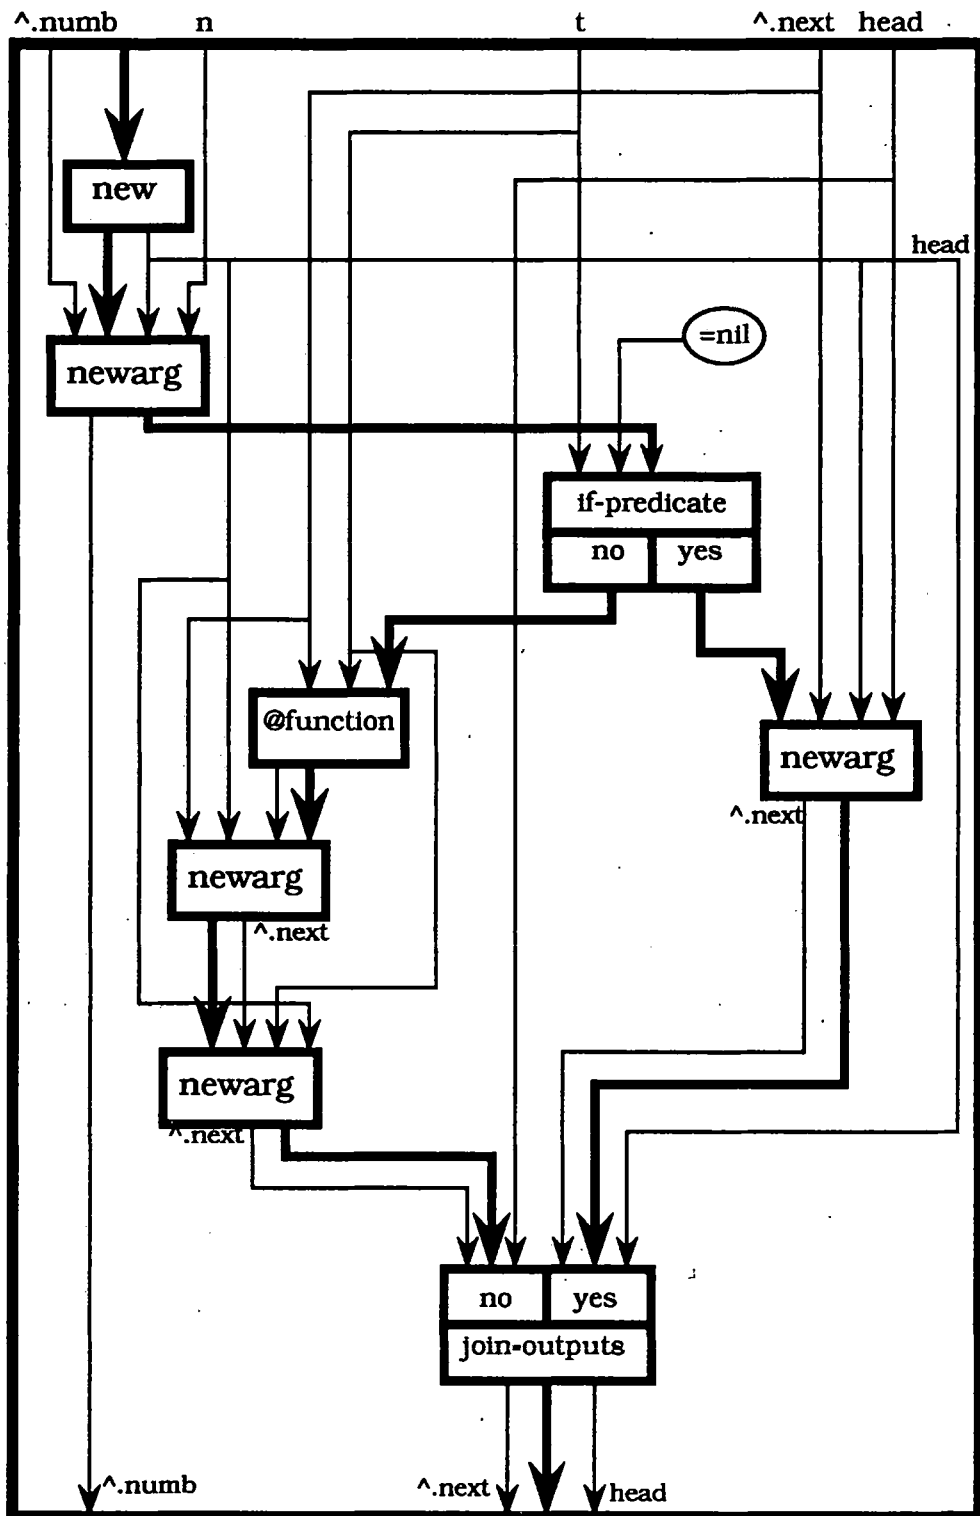 ^.numb n t ^.next head
new
head
=nil
newarg
if-predicate
no yes
@function
newarg
^.next
newarg
^.next
newarg
^.next
no yes
join-outputs
^.numb ^.next head